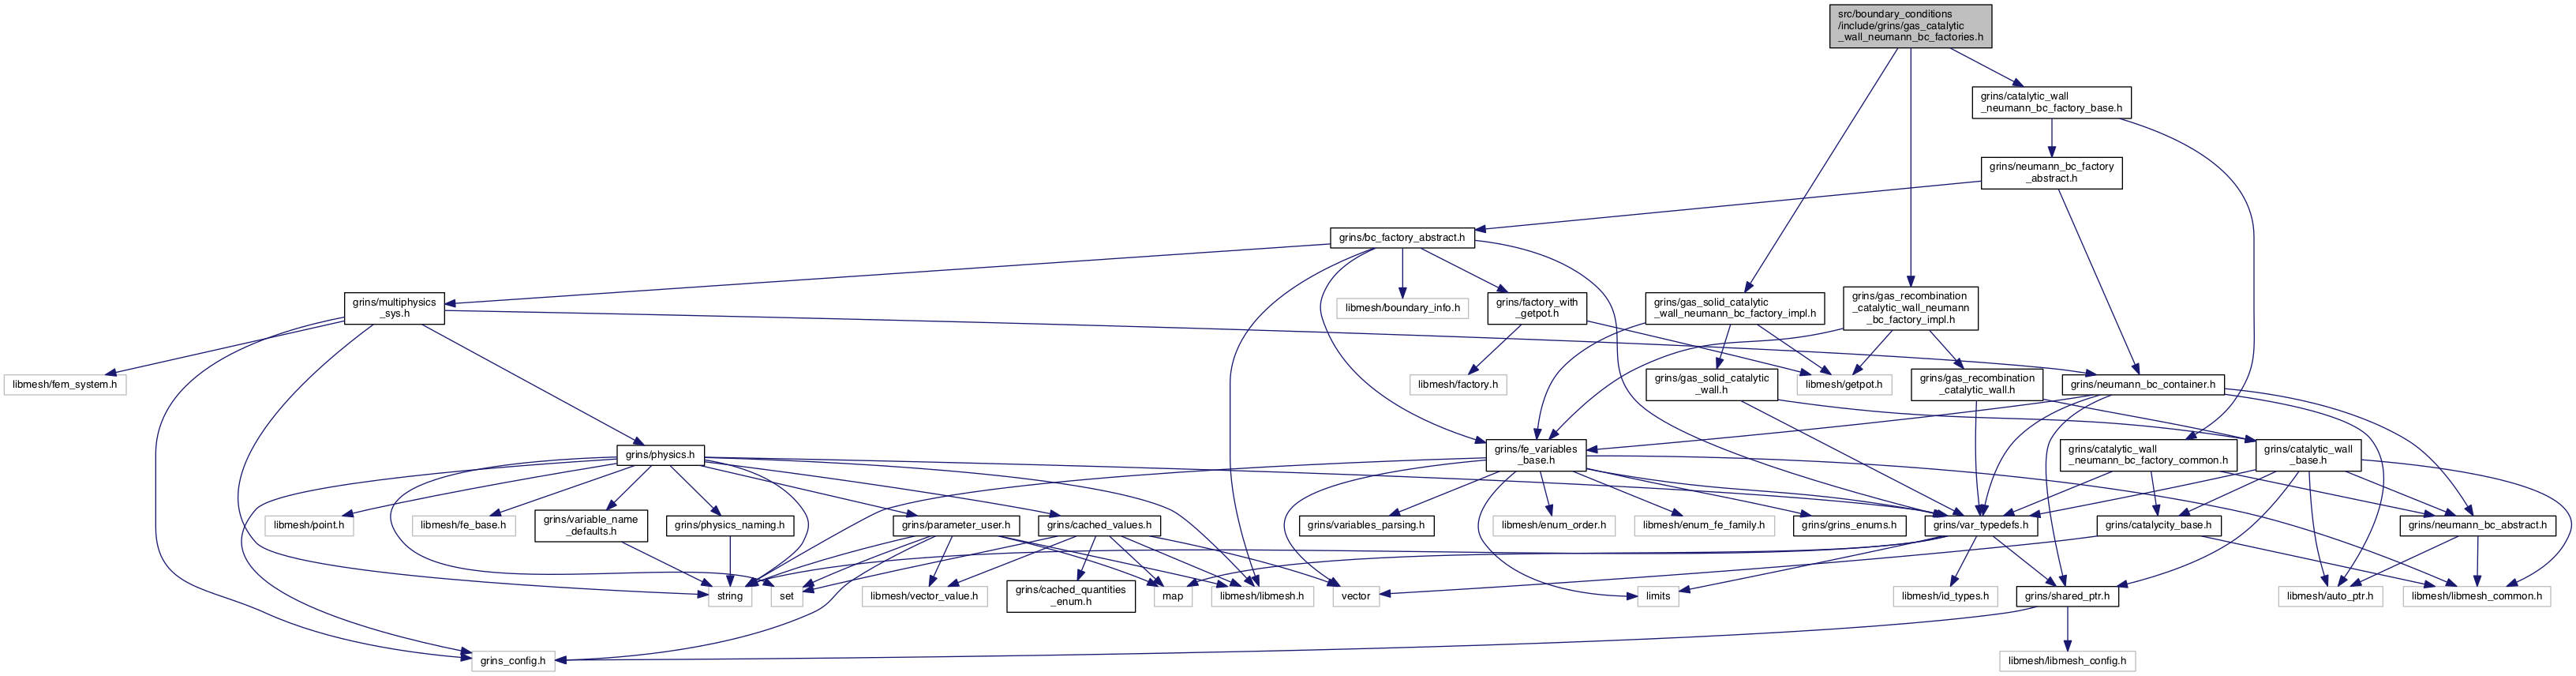 src/boundary_conditions
/include/grins/gas_catalytic
_wall_neumann_bc_factories.h
grins/catalytic_wall
_neumann_bc_factory_base.h
grins/neumann_bc_factory
_abstract.h
grins/bc_factory_abstract.h
grins/multiphysics
_sys.h
libmesh/boundary_info.h
grins/factory_with
_getpot.h
grins/gas_solid_catalytic
_wall_neumann_bc_factory_impl.h
grins/gas_recombination
_catalytic_wall_neumann
_bc_factory_impl.h
libmesh/fem_system.h
libmesh/factory.h
grins/gas_solid_catalytic
_wall.h
libmesh/getpot.h
grins/gas_recombination
_catalytic_wall.h
grins/neumann_bc_container.h
grins/physics.h
grins/fe_variables
_base.h
grins/catalytic_wall
_neumann_bc_factory_common.h
grins/catalytic_wall
_base.h
libmesh/point.h
libmesh/fe_base.h
grins/variable_name
_defaults.h
grins/physics_naming.h
grins/parameter_user.h
grins/cached_values.h
grins/variables_parsing.h
libmesh/enum_order.h
libmesh/enum_fe_family.h
grins/grins_enums.h
grins/var_typedefs.h
grins/catalycity_base.h
grins/neumann_bc_abstract.h
string
set
libmesh/vector_value.h
grins/cached_quantities
_enum.h
map
libmesh/libmesh.h
vector
limits
libmesh/id_types.h
grins/shared_ptr.h
libmesh/auto_ptr.h
libmesh/libmesh_common.h
grins_config.h
libmesh/libmesh_config.h